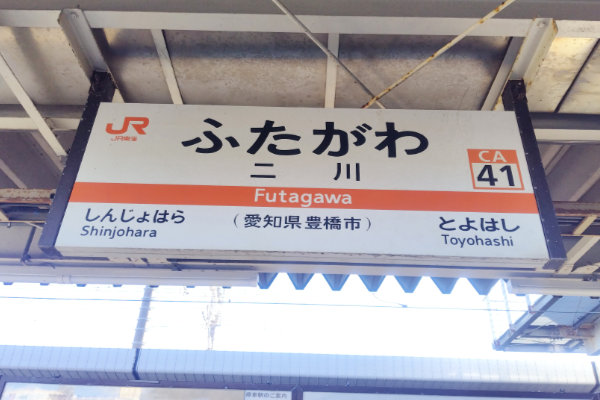 JR
JR東海
ふたがわ
二川
CA
41
Futagawa
しんじょはら
Shinjohara
(愛知県豊橋市)
とよはし
Toyohashi